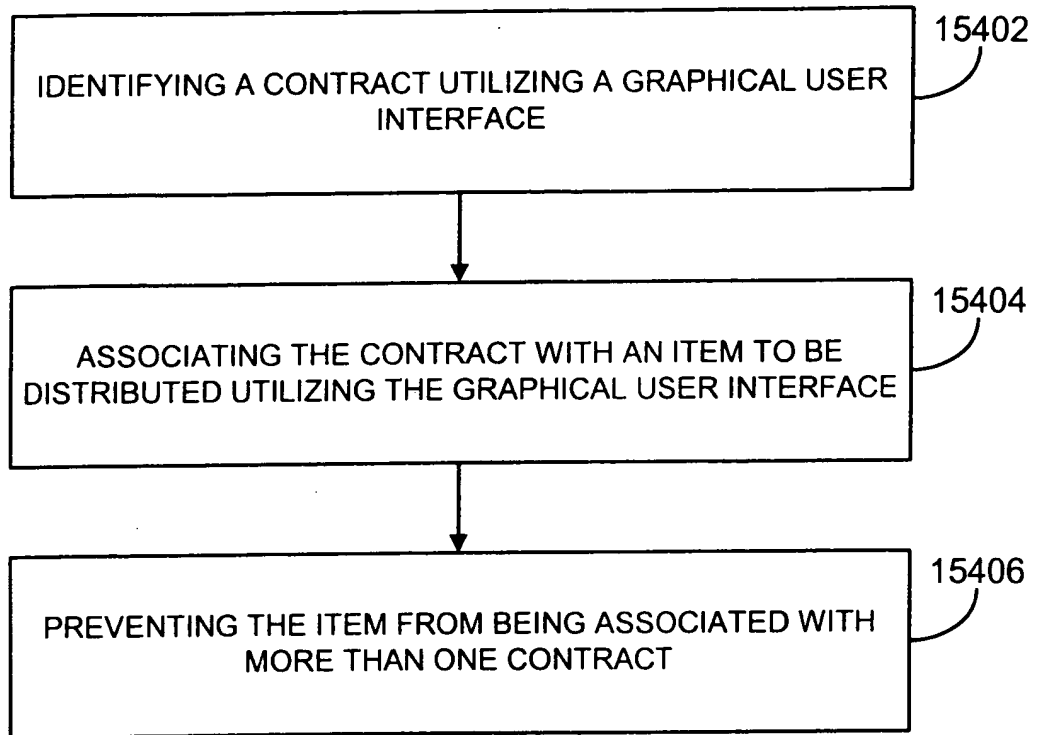 15402
IDENTIFYING A CONTRACT UTILIZING A GRAPHICAL USER
INTERFACE
15404
ASSOCIATING THE CONTRACT WITH AN ITEM TO BE
DISTRIBUTED UTILIZING THE GRAPHICAL USER INTERFACE
15406
PREVENTING THE ITEM FROM BEING ASSOCIATED WITH
MORE THAN ONE CONTRACT